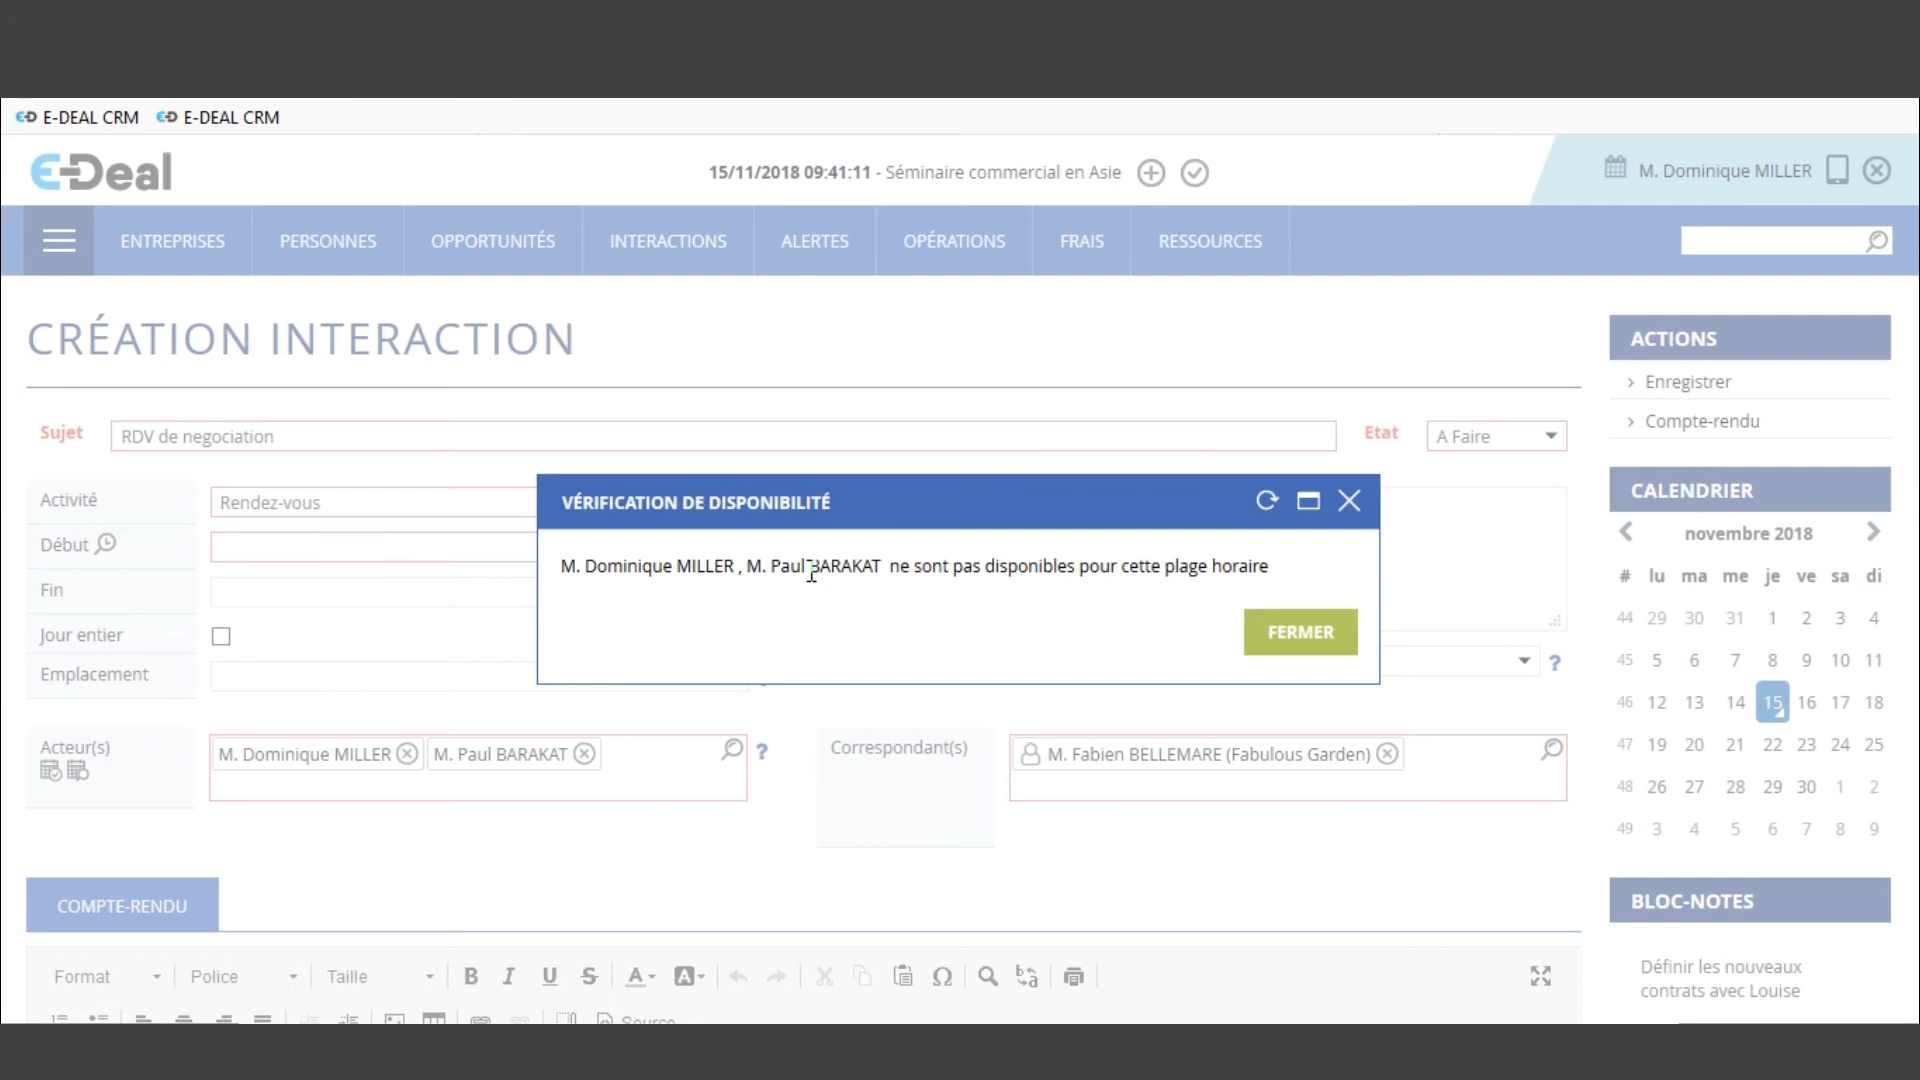 E-DEAL CRM E-DEAL CRM
E-Deal
15/11/2018 09:41:11 - Séminaire commercial en Asie
M. Dominique MILLER
ENTREPRISES PERSONNES OPPORTUNITÉS INTERACTIONS ALERTES OPÉRATIONS FRAIS RESSOURCES
CRÉATION INTERACTION
Sujet RDV de negociation Etat A Faire
Activité Rendez-vous
Début
Fin
Jour entier
Emplacement
?
VÉRIFICATION DE DISPONIBILITÉ
M. Dominique MILLER , M. Paul BARAKAT ne sont pas disponibles pour cette plage horaire
FERMER
Acteur(s) M. Dominique MILLER M. Paul BARAKAT ?
Correspondant(s) M. Fabien BELLEMARE (Fabulous Garden)
COMPTE-RENDU
Format Police Taille B I U S A A Ω
Source
ACTIONS
Enregistrer
Compte-rendu
CALENDRIER
novembre 2018
# lu ma me je ve sa di
44 29 30 31 1 2 3 4
45 5 6 7 8 9 10 11
46 12 13 14 15 16 17 18
47 19 20 21 22 23 24 25
48 26 27 28 29 30 1 2
49 3 4 5 6 7 8 9
BLOC-NOTES
Définir les nouveaux
contrats avec Louise